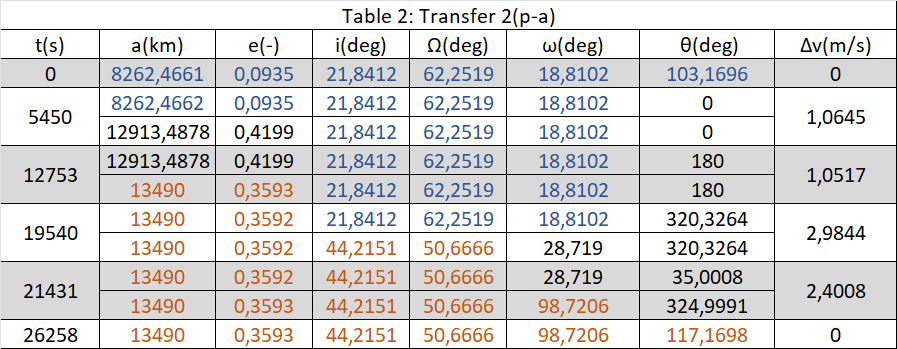 Table 2: Transfer 2(p-a)
t(s) a(km) e(-) i(deg) Ω(deg) ω(deg) θ(deg) Δv(m/s)
0 8262,4661 0,0935 21,8412 62,2519 18,8102 103,1696 0
5450 8262,4662 0,0935 21,8412 62,2519 18,8102 0 1,0645
12913,4878 0,4199 21,8412 62,2519 18,8102 0
12753 12913,4878 0,4199 21,8412 62,2519 18,8102 180 1,0517
13490 0,3593 21,8412 62,2519 18,8102 180
19540 13490 0,3592 21,8412 62,2519 18,8102 320,3264 2,9844
13490 0,3592 44,2151 50,6666 28,719 320,3264
21431 13490 0,3592 44,2151 50,6666 28,719 35,0008 2,4008
13490 0,3593 44,2151 50,6666 98,7206 324,9991
26258 13490 0,3593 44,2151 50,6666 98,7206 117,1698 0